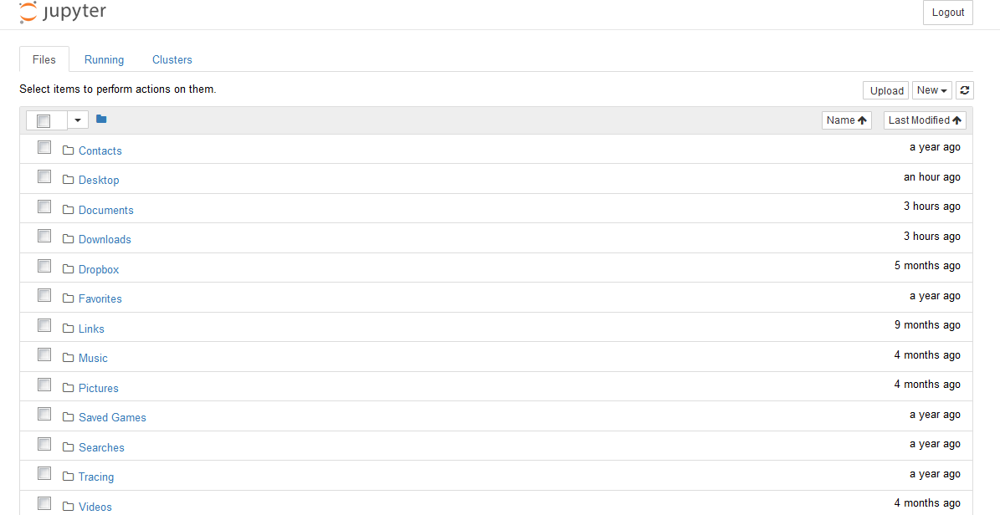 jupyter
Logout
Files Running Clusters
Select items to perform actions on them.
Upload New
Name Last Modified
Contacts a year ago
Desktop an hour ago
Documents 3 hours ago
Downloads 3 hours ago
Dropbox 5 months ago
Favorites a year ago
Links 9 months ago
Music 4 months ago
Pictures 4 months ago
Saved Games a year ago
Searches a year ago
Tracing a year ago
Videos 4 months ago